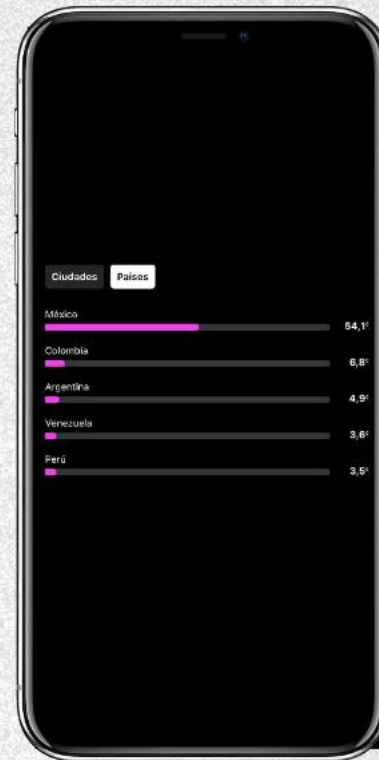 Ciudades Países
México
54,1%
Colombia
6,8%
Argentina
4,9%
Venezuela
3,6%
Perú
3,5%